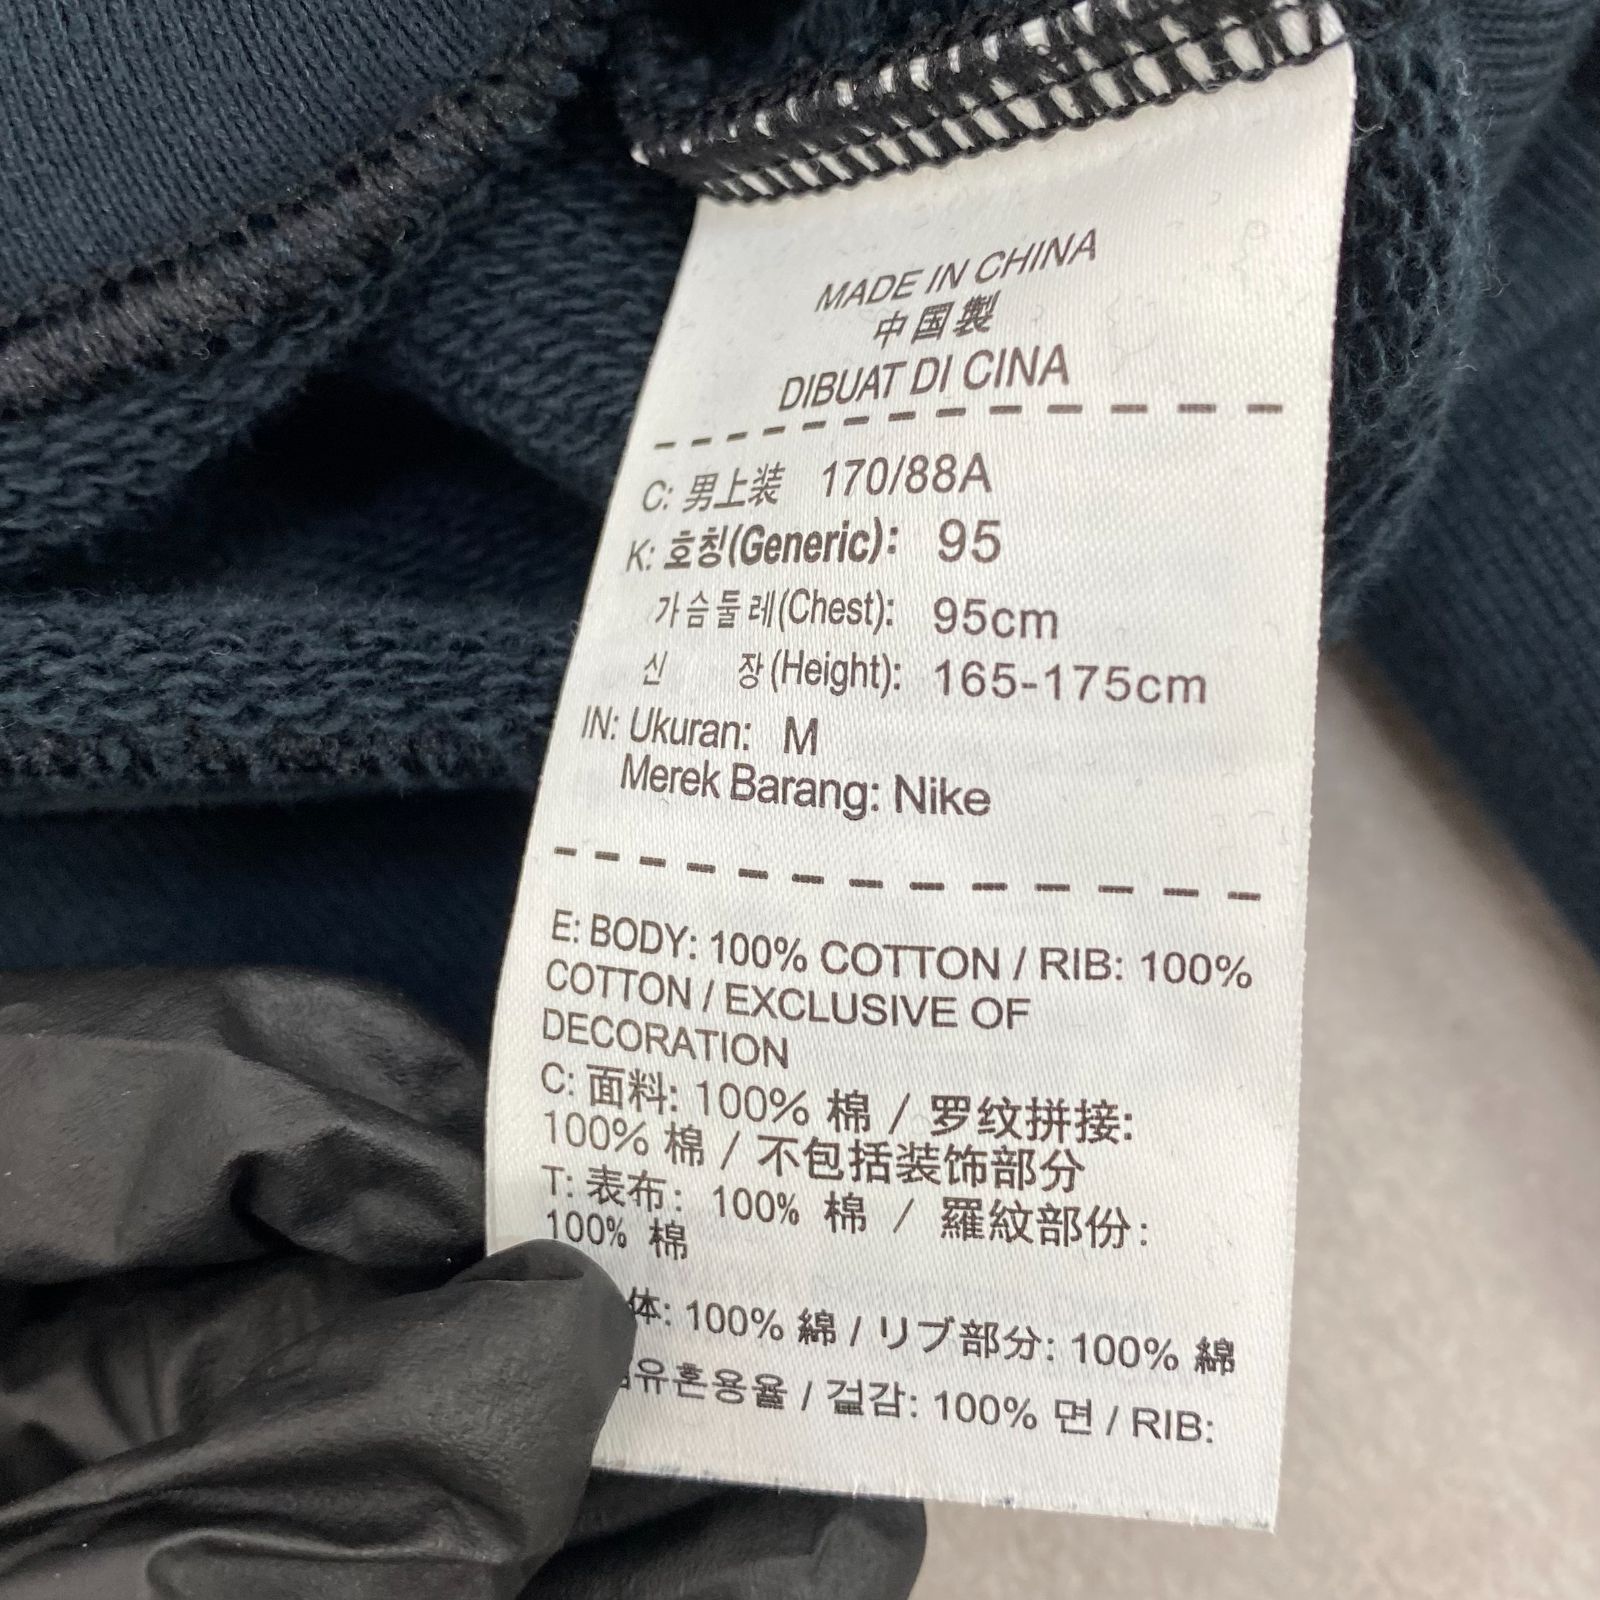 MADE IN CHINA
中国製
DIBUAT DI CINA
C: 男上装 170/88A
K: 호칭(Generic): 95
가슴둘레(Chest): 95cm
신 장(Height): 165-175cm
IN: Ukuran: M
Merek Barang: Nike
E: BODY: 100% COTTON / RIB: 100%
COTTON / EXCLUSIVE OF
DECORATION
C: 面料: 100% 棉 / 罗纹拼接:
100% 棉 / 不包括装饰部分
T: 表布: 100% 棉 / 羅紋部份:
100% 棉
体: 100% 綿 / リブ部分: 100% 綿
유혼용율 / 겉감: 100% 면 / RIB: